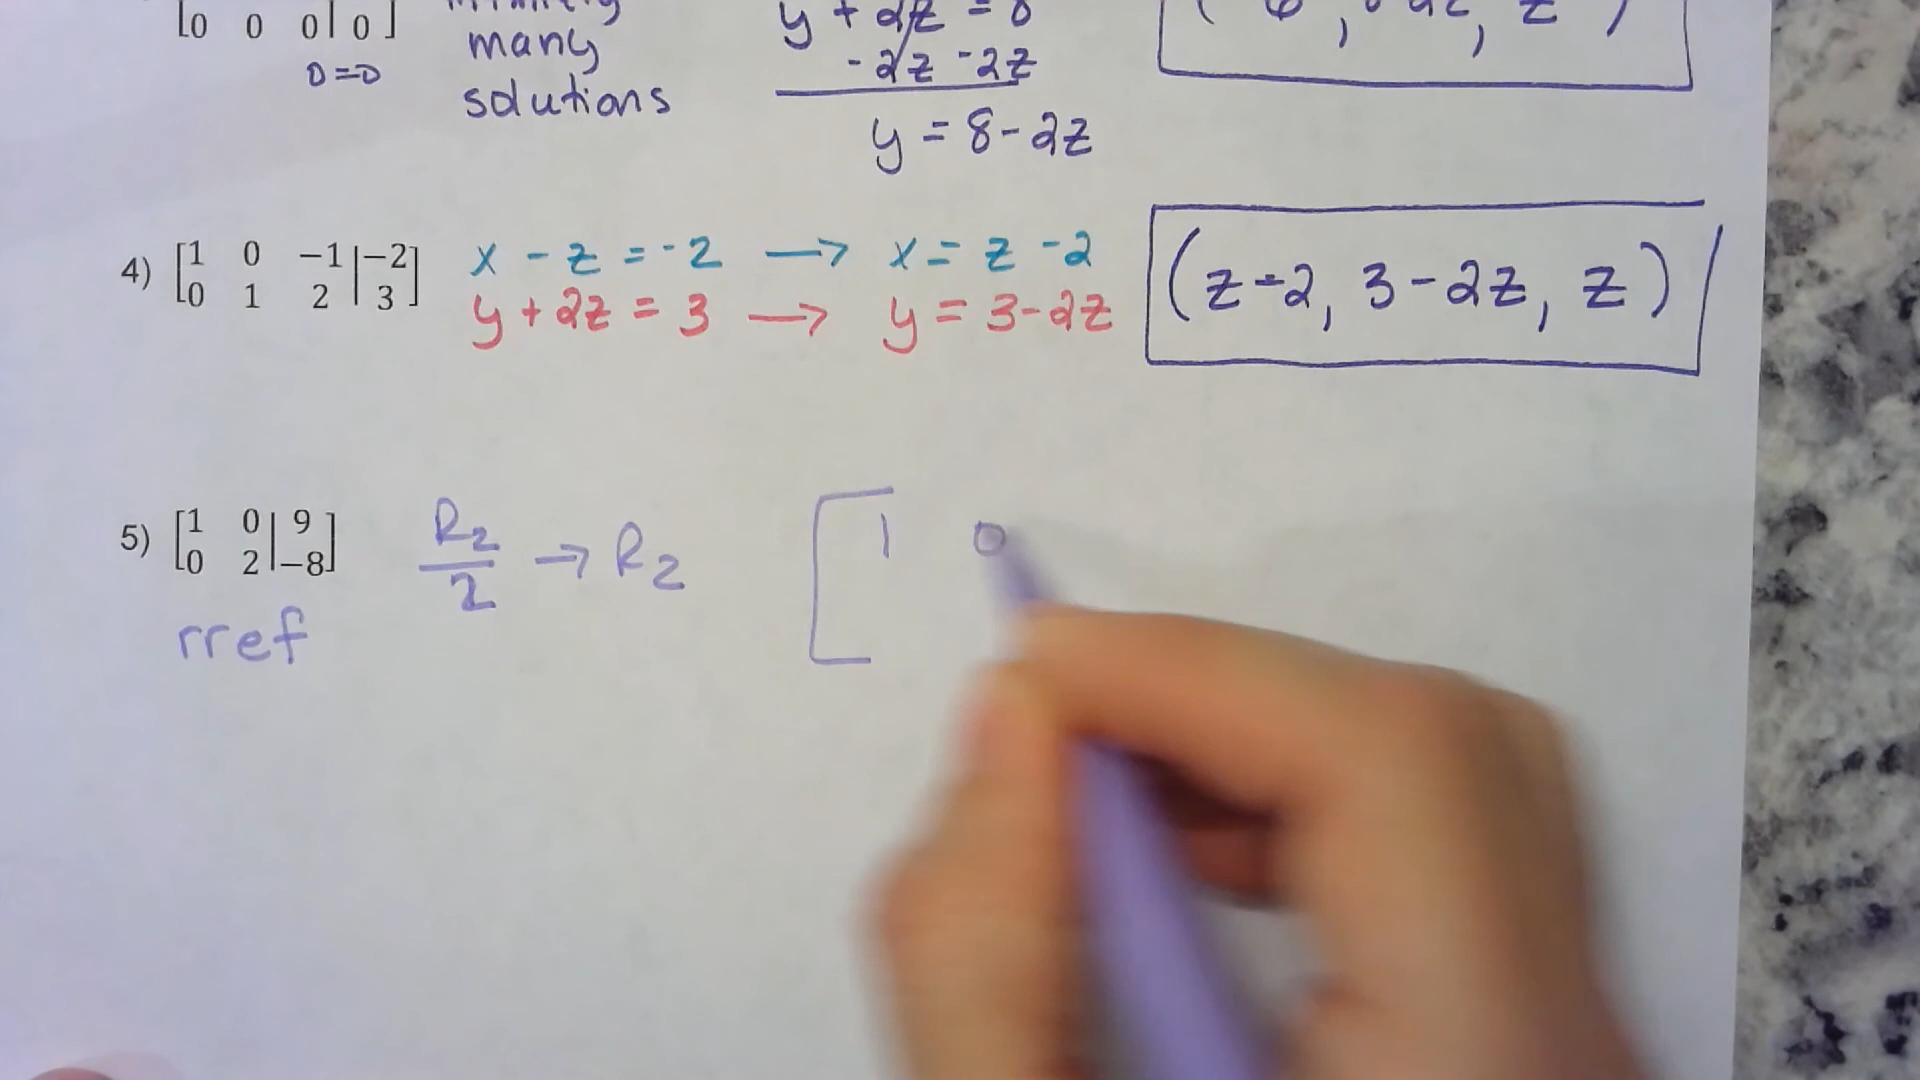 [0 0 0 | 0]
0=0
many
solutions
y + 2z = 8
-2z -2z
y = 8 - 2z
4) [1 0 −1 | −2]
[0 1 2 | 3]
x - z = -2 → x = z - 2
y + 2z = 3 → y = 3 - 2z
(z-2, 3-2z, z)
5) [1 0 | 9]
[0 2 | −8]
R2/2 → R2
[1 0
rref